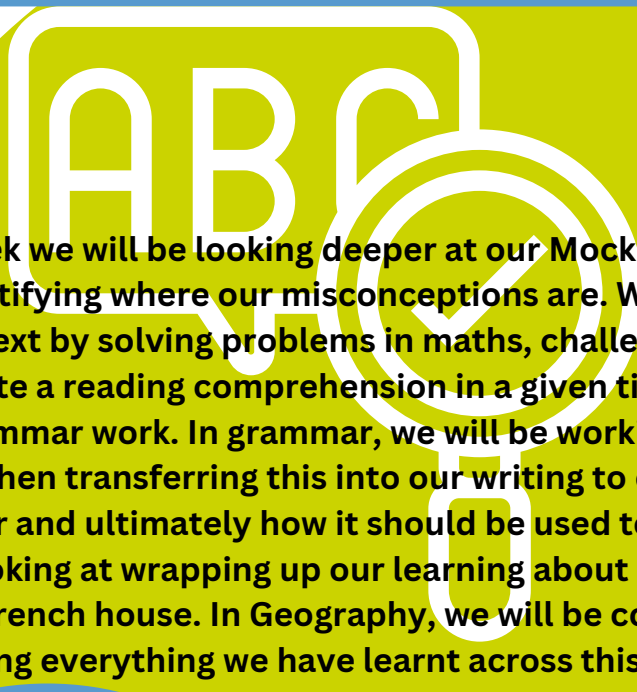 ABC
ek we will be looking deeper at our Mock
tifying where our misconceptions are. W
ext by solving problems in maths, challe
te a reading comprehension in a given ti
mmar work. In grammar, we will be work
hen transferring this into our writing to
r and ultimately how it should be used to
oking at wrapping up our learning about
rench house. In Geography, we will be co
ng everything we have learnt across this